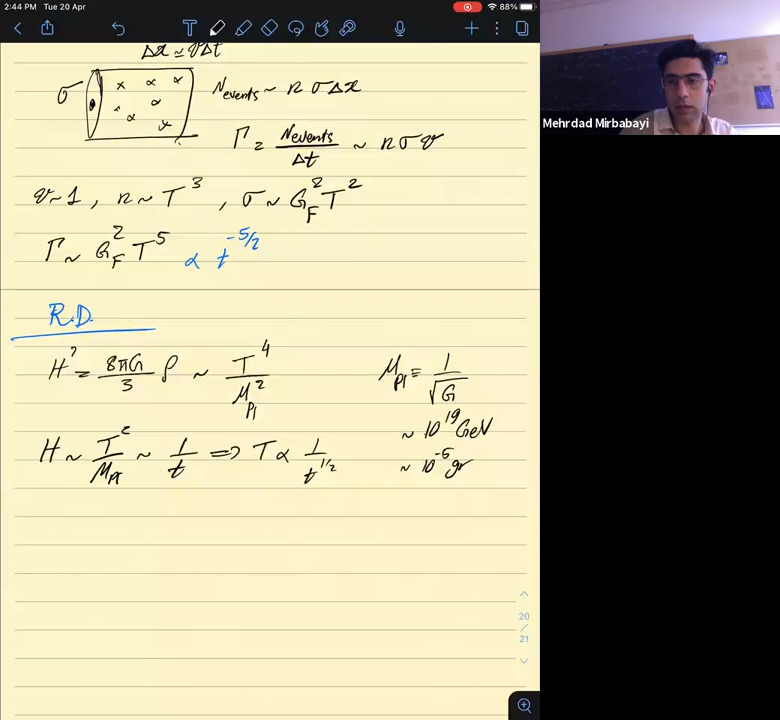 2:44 PM Tue 20 Apr 88%
Δx ≃ vΔt
σ
N events ~ n σ Δx
Γ = N events / Δt ~ n σ v
v ~ 1 , n ~ T^3 , σ ~ G_F^2 T^2
Γ ~ G_F^2 T^5 ∝ t^{-5/2}
R.D.
H^2 = 8πG/3 ρ ~ T^4 / M_Pl^2
M_Pl ≡ 1/√G
~ 10^19 GeV
~ 10^-5 gr
H ~ T^2 / M_Pl ~ 1/t ⇒ T ∝ 1/t^{1/2}
20
/
21
Mehrdad Mirbabayi